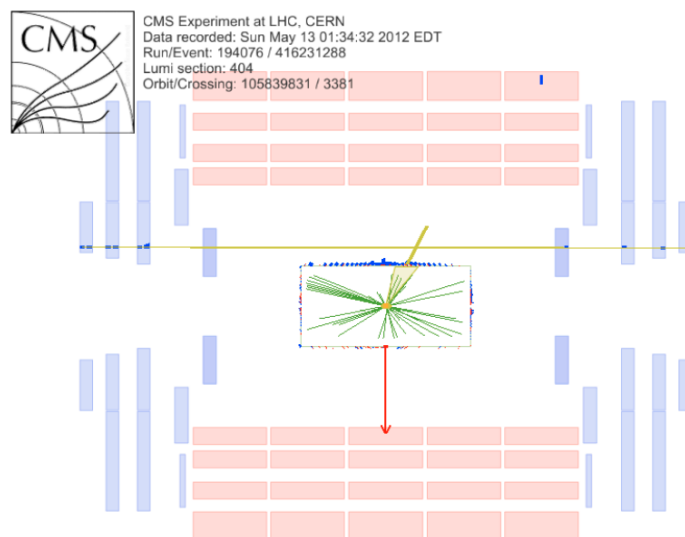 CMS
CMS Experiment at LHC, CERN
Data recorded: Sun May 13 01:34:32 2012 EDT
Run/Event: 194076 / 416231288
Lumi section: 404
Orbit/Crossing: 105839831 / 3381